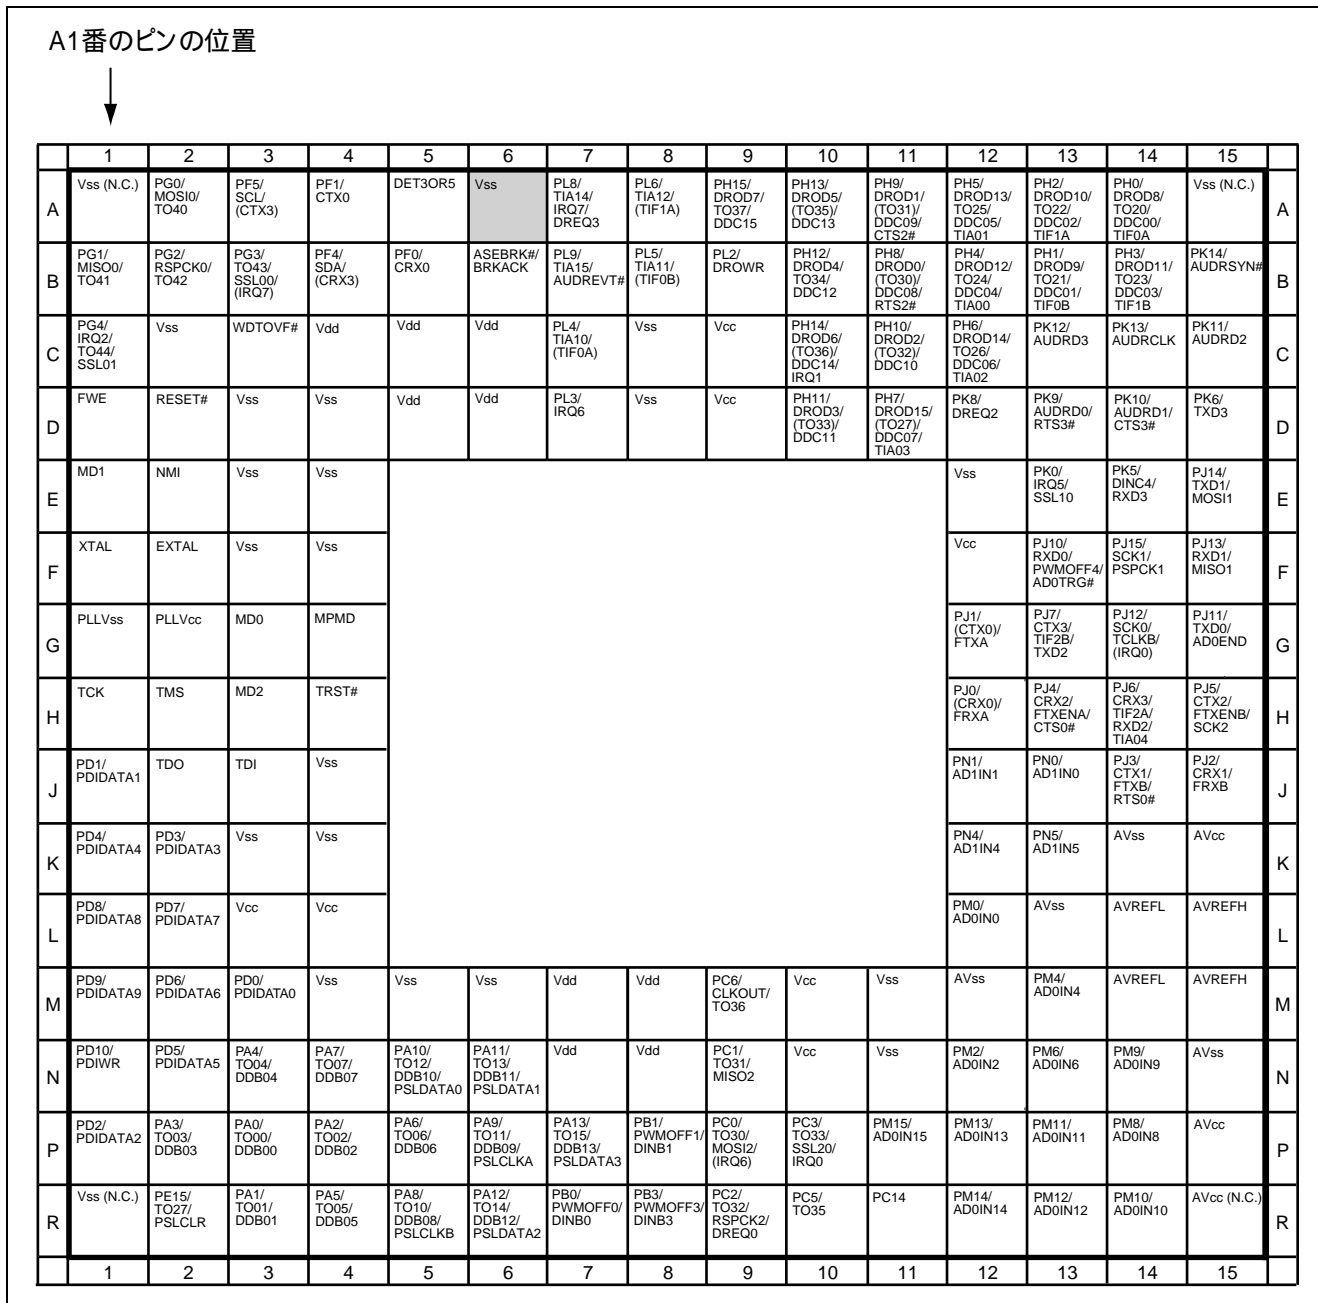 A1番のピンの位置
1 2 3 4 5 6 7 8 9 10 11 12 13 14 15
A
Vss (N.C.)
PG0/
MOSI0/
TO40
PF5/
SCL/
(CTX3)
PF1/
CTX0
DET3OR5
Vss
PL8/
TIA14/
IRQ7/
DREQ3
PL6/
TIA12/
(TIF1A)
PH15/
DROD7/
TO37/
DDC15
PH13/
DROD5/
(TO35)/
DDC13
PH9/
DROD1/
(TO31)/
DDC09/
CTS2#
PH5/
DROD13/
TO25/
DDC05/
TIA01
PH2/
DROD10/
TO22/
DDC02/
TIF1A
PH0/
DROD8/
TO20/
DDC00/
TIF0A
Vss (N.C.)
A
B
PG1/
MISO0/
TO41
PG2/
RSPCK0/
TO42
PG3/
TO43/
SSL00/
(IRQ7)
PF4/
SDA/
(CRX3)
PF0/
CRX0
ASEBRK#/
BRKACK
PL9/
TIA15/
AUDREVT#
PL5/
TIA11/
(TIF0B)
PL2/
DROWR
PH12/
DROD4/
TO34/
DDC12
PH8/
DROD0/
(TO30)/
DDC08/
RTS2#
PH4/
DROD12/
TO24/
DDC04/
TIA00
PH1/
DROD9/
TO21/
DDC01/
TIF0B
PH3/
DROD11/
TO23/
DDC03/
TIF1B
PK14/
AUDRSYN#
B
C
PG4/
IRQ2/
TO44/
SSL01
Vss
WDTOVF#
Vdd
Vdd
Vdd
PL4/
TIA10/
(TIF0A)
Vss
Vcc
PH14/
DROD6/
(TO36)/
DDC14/
IRQ1
PH10/
DROD2/
(TO32)/
DDC10
PH6/
DROD14/
TO26/
DDC06/
TIA02
PK12/
AUDRD3
PK13/
AUDRCLK
PK11/
AUDRD2
C
D
FWE
RESET#
Vss
Vss
Vdd
Vdd
PL3/
IRQ6
Vss
Vcc
PH11/
DROD3/
(TO33)/
DDC11
PH7/
DROD15/
(TO27)/
DDC07/
TIA03
PK8/
DREQ2
PK9/
AUDRD0/
RTS3#
PK10/
AUDRD1/
CTS3#
PK6/
TXD3
D
E
MD1
NMI
Vss
Vss
Vss
PK0/
IRQ5/
SSL10
PK5/
DINC4/
RXD3
PJ14/
TXD1/
MOSI1
E
F
XTAL
EXTAL
Vss
Vss
Vcc
PJ10/
RXD0/
PWMOFF4/
AD0TRG#
PJ15/
SCK1/
PSPCK1
PJ13/
RXD1/
MISO1
F
G
PLLVss
PLLVcc
MD0
MPMD
PJ1/
(CTX0)/
FTXA
PJ7/
CTX3/
TIF2B/
TXD2
PJ12/
SCK0/
TCLKB/
(IRQ0)
PJ11/
TXD0/
AD0END
G
H
TCK
TMS
MD2
TRST#
PJ0/
(CRX0)/
FRXA
PJ4/
CRX2/
FTXENA/
CTS0#
PJ6/
CRX3/
TIF2A/
RXD2/
TIA04
PJ5/
CTX2/
FTXENB/
SCK2
H
J
PD1/
PDIDATA1
TDO
TDI
Vss
PN1/
AD1IN1
PN0/
AD1IN0
PJ3/
CTX1/
FTXB/
RTS0#
PJ2/
CRX1/
FRXB
J
K
PD4/
PDIDATA4
PD3/
PDIDATA3
Vss
Vss
PN4/
AD1IN4
PN5/
AD1IN5
AVss
AVcc
K
L
PD8/
PDIDATA8
PD7/
PDIDATA7
Vcc
Vcc
PM0/
AD0IN0
AVss
AVREFL
AVREFH
L
M
PD9/
PDIDATA9
PD6/
PDIDATA6
PD0/
PDIDATA0
Vss
Vss
Vss
Vdd
Vdd
PC6/
CLKOUT/
TO36
Vcc
Vss
AVss
PM4/
AD0IN4
AVREFL
AVREFH
M
N
PD10/
PDIWR
PD5/
PDIDATA5
PA4/
TO04/
DDB04
PA7/
TO07/
DDB07
PA10/
TO12/
DDB10/
PSLDATA0
PA11/
TO13/
DDB11/
PSLDATA1
Vdd
Vdd
PC1/
TO31/
MISO2
Vcc
Vss
PM2/
AD0IN2
PM6/
AD0IN6
PM9/
AD0IN9
AVss
N
P
PD2/
PDIDATA2
PA3/
TO03/
DDB03
PA0/
TO00/
DDB00
PA2/
TO02/
DDB02
PA6/
TO06/
DDB06
PA9/
TO11/
DDB09/
PSLCLKA
PA13/
TO15/
DDB13/
PSLDATA3
PB1/
PWMOFF1/
DINB1
PC0/
TO30/
MOSI2/
(IRQ6)
PC3/
TO33/
SSL20/
IRQ0
PM15/
AD0IN15
PM13/
AD0IN13
PM11/
AD0IN11
PM8/
AD0IN8
AVcc
P
R
Vss (N.C.)
PE15/
TO27/
PSLCLR
PA1/
TO01/
DDB01
PA5/
TO05/
DDB05
PA8/
TO10/
DDB08/
PSLCLKB
PA12/
TO14/
DDB12/
PSLDATA2
PB0/
PWMOFF0/
DINB0
PB3/
PWMOFF3/
DINB3
PC2/
TO32/
RSPCK2/
DREQ0
PC5/
TO35
PC14
PM14/
AD0IN14
PM12/
AD0IN12
PM10/
AD0IN10
AVcc (N.C.)
R
1 2 3 4 5 6 7 8 9 10 11 12 13 14 15